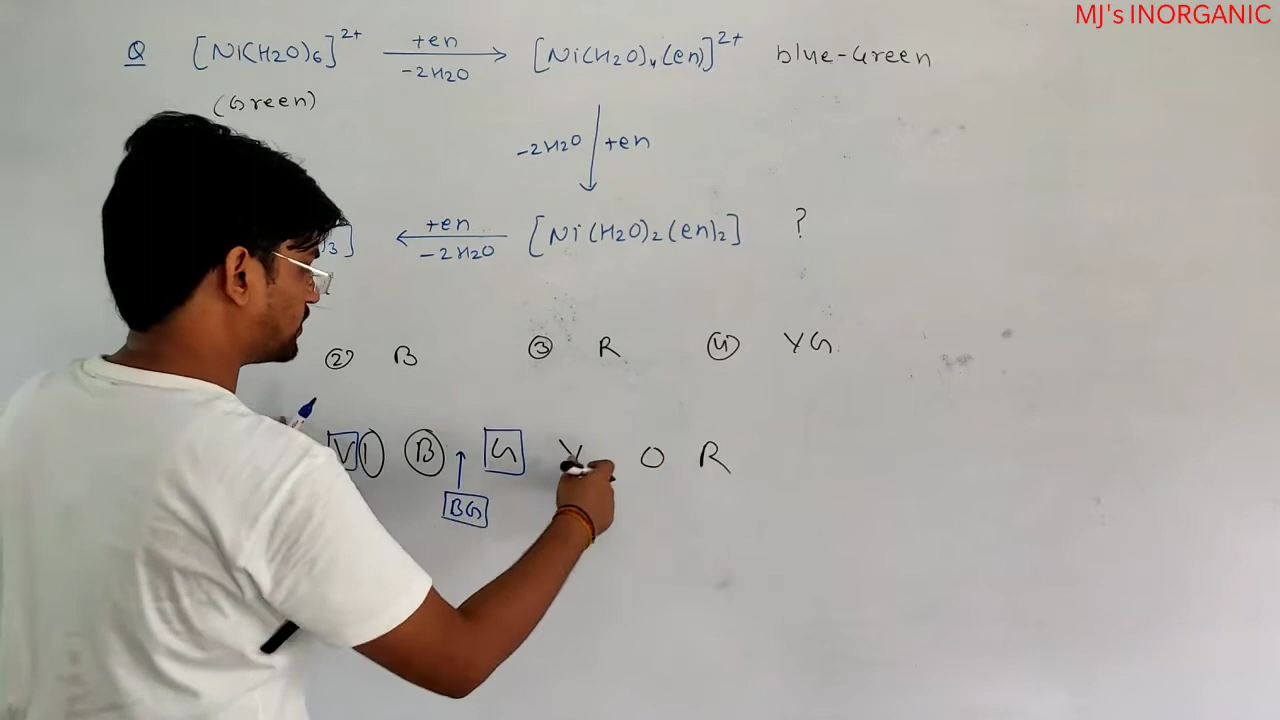 MJ's INORGANIC
Q [Ni(H2O)6]2+ +en -2H2O [Ni(H2O)4(en)]2+ blue-Green
(Green)
-2H2O +en
)3] +en -2H2O [Ni(H2O)2(en)2] ?
② B ③ R ④ YG
V I B G Y O R
BG